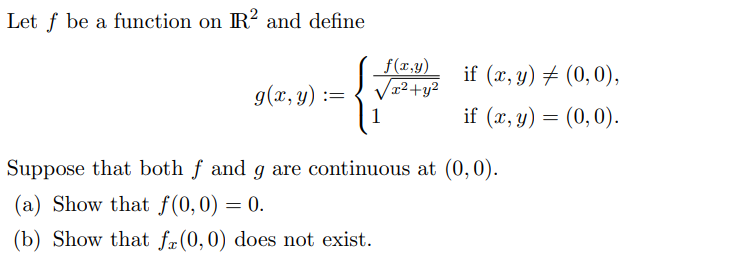 Let f be a function on ℝ² and define
g(x, y) := { f(x,y)/√(x²+y²) if (x, y) ≠ (0, 0),
1 if (x, y) = (0, 0).
Suppose that both f and g are continuous at (0, 0).
(a) Show that f(0, 0) = 0.
(b) Show that fₓ(0, 0) does not exist.